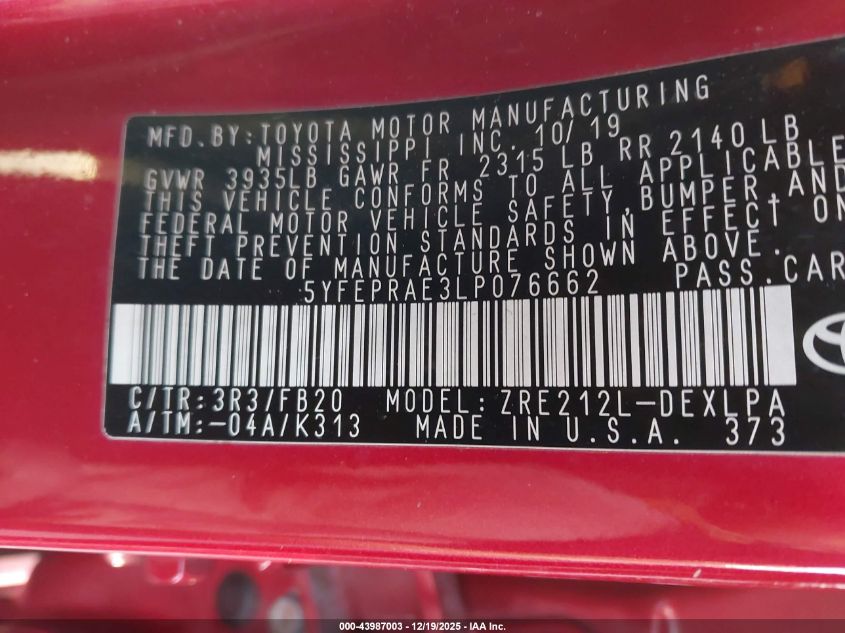 MFD. BY: TOYOTA MOTOR MANUFACTURING
MISSISSIPPI INC. 10/19
GVWR 3935LB GAWR FR 2315 LB RR 2140 LB
THIS VEHICLE CONFORMS TO ALL APPLICABLE
FEDERAL MOTOR VEHICLE SAFETY, BUMPER, AND
THEFT PREVENTION STANDARDS IN EFFECT ON
THE DATE OF MANUFACTURE SHOWN ABOVE.
5YFEPRAE3LP076662 PASS. CAR
C/TR: 3R3/FB20 MODEL: ZRE212L-DEXLPA
A/TM: -04A/K313 MADE IN U.S.A. 373
000-43987003 - 12/19/2025 - IAA Inc.